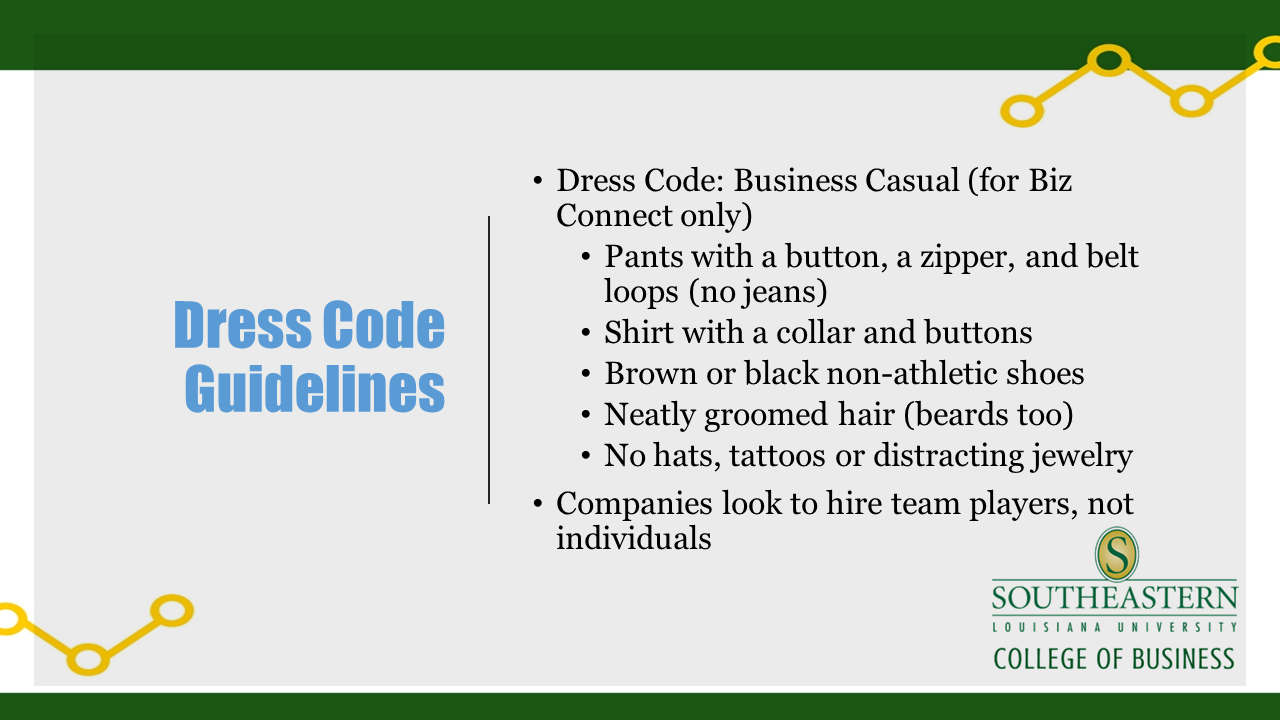 Dress Code
Guidelines
• Dress Code: Business Casual (for Biz
Connect only)
• Pants with a button, a zipper, and belt
loops (no jeans)
• Shirt with a collar and buttons
• Brown or black non-athletic shoes
• Neatly groomed hair (beards too)
• No hats, tattoos or distracting jewelry
• Companies look to hire team players, not
individuals
S
SOUTHEASTERN
LOUISIANA UNIVERSITY
COLLEGE OF BUSINESS